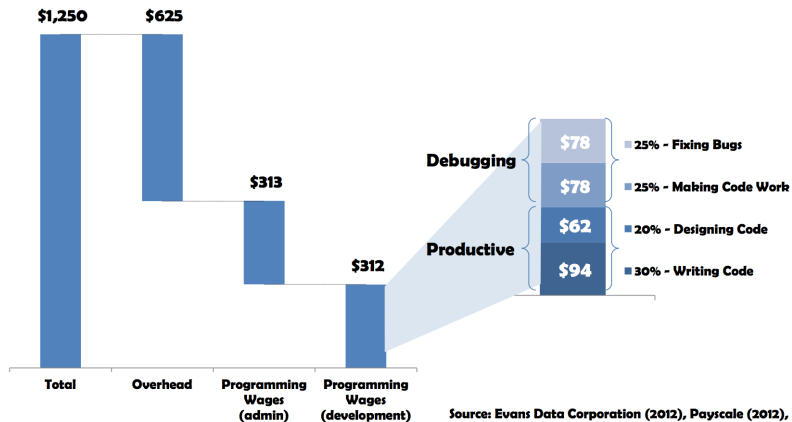 $1,250
$625
$313
$312
Total
Overhead
Programming
Wages
(admin)
Programming
Wages
(development)
Debugging
Productive
$78
$78
$62
$94
25% - Fixing Bugs
25% - Making Code Work
20% - Designing Code
30% - Writing Code
Source: Evans Data Corporation (2012), Payscale (2012),